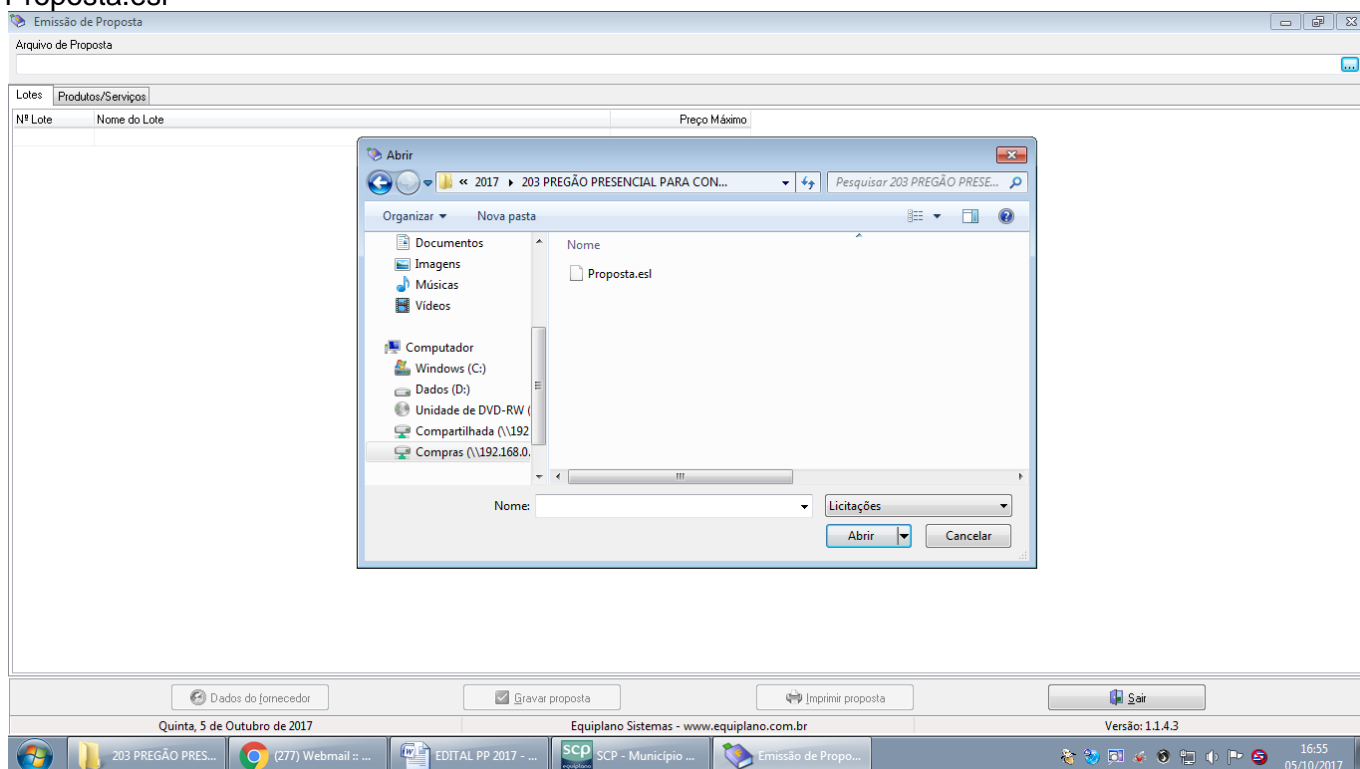 Proposta.esl
Emissão de Proposta
Arquivo de Proposta
Lotes Produtos/Serviços
Nº Lote Nome do Lote Preço Máximo
Abrir
« 2017 203 PREGÃO PRESENCIAL PARA CON... Pesquisar 203 PREGÃO PRESE...
Organizar Nova pasta
Documentos
Imagens
Músicas
Vídeos
Computador
Windows (C:)
Dados (D:)
Unidade de DVD-RW (
Compartilhada (\\192
Compras (\\192.168.0.
Nome
Proposta.esl
Nome: Licitações
Abrir Cancelar
Dados do fornecedor Gravar proposta Imprimir proposta Sair
Quinta, 5 de Outubro de 2017 Equiplano Sistemas - www.equiplano.com.br Versão: 1.1.4.3
203 PREGÃO PRES... (277) Webmail :: ... EDITAL PP 2017 - ... SCP equiplano SCP - Município ... Emissão de Propo... 16:55
05/10/2017